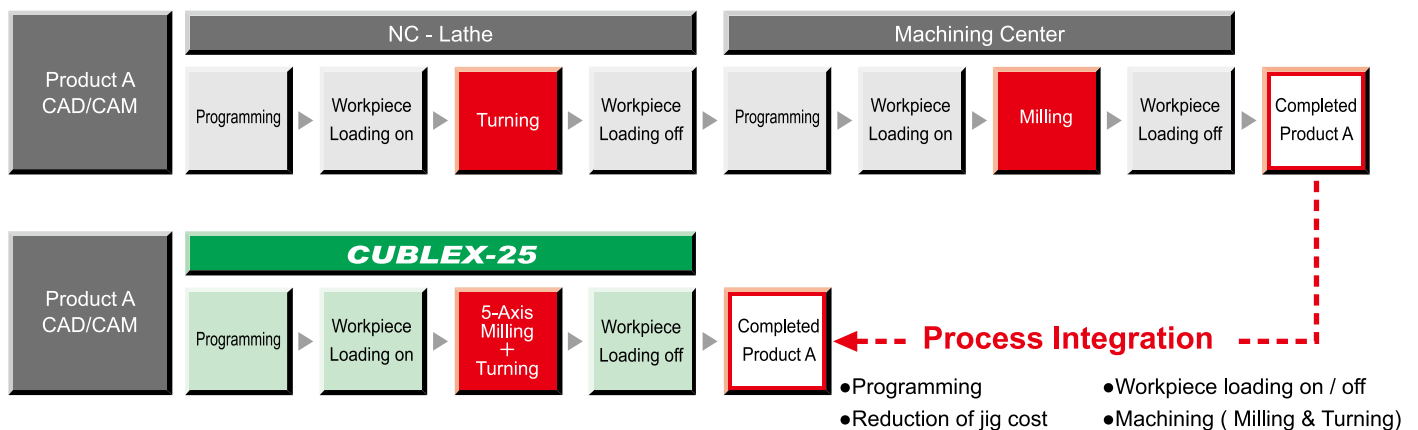 NC - Lathe
Machining Center
Product A
CAD/CAM
Programming
Workpiece
Loading on
Turning
Workpiece
Loading off
Programming
Workpiece
Loading on
Milling
Workpiece
Loading off
Completed
Product A
CUBLEX-25
Product A
CAD/CAM
Programming
Workpiece
Loading on
5-Axis
Milling
+
Turning
Workpiece
Loading off
Completed
Product A
Process Integration
●Programming
●Workpiece loading on / off
●Reduction of jig cost
●Machining ( Milling & Turning)